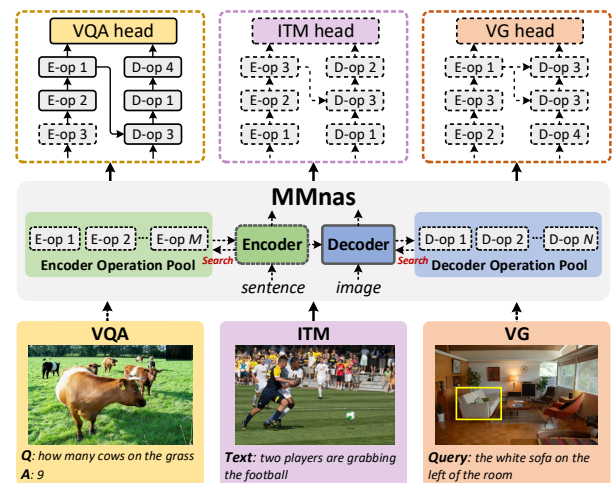 VQA head
ITM head
VG head
E-op 1
D-op 4
E-op 3
D-op 2
E-op 1
D-op 3
E-op 2
D-op 1
E-op 2
D-op 3
E-op 3
D-op 3
E-op 3
D-op 3
E-op 1
D-op 1
E-op 2
D-op 4
MMnas
E-op 1
E-op 2
...
E-op M
Encoder Operation Pool
Search
Encoder
Decoder
Search
D-op 1
D-op 2
...
D-op N
Decoder Operation Pool
sentence
image
VQA
Q: how many cows on the grass
A: 9
ITM
Text: two players are grabbing
the football
VG
Query: the white sofa on the
left of the room